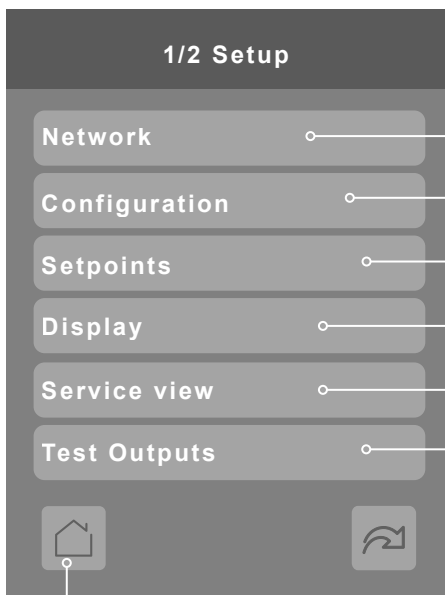 1/2 Setup
Network
Configuration
Setpoints
Display
Service view
Test Outputs